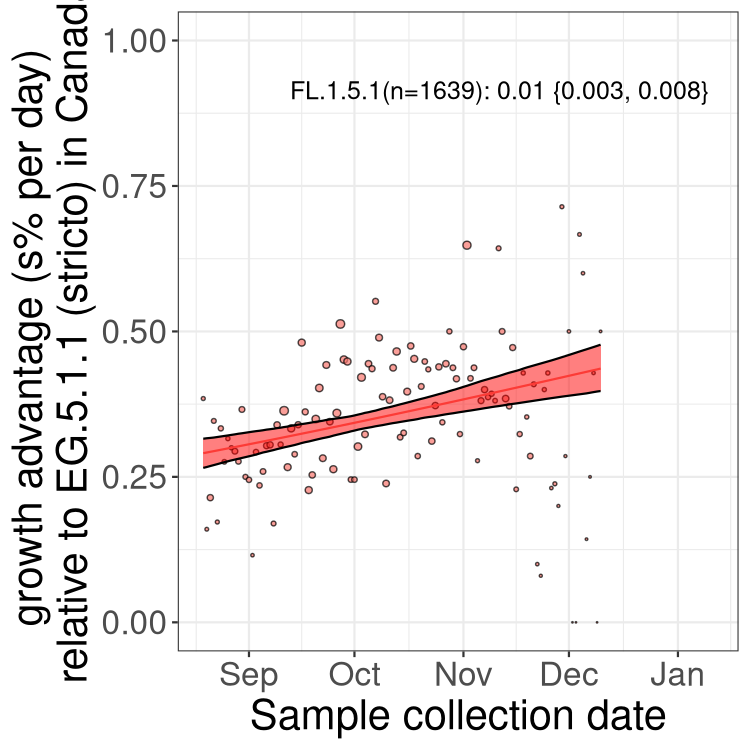 growth advantage (s% per day)
relative to EG.5.1.1 (stricto) in Canada
1.00
0.75
0.50
0.25
0.00
FL.1.5.1(n=1639): 0.01 {0.003, 0.008}
Sep Oct Nov Dec Jan
Sample collection date